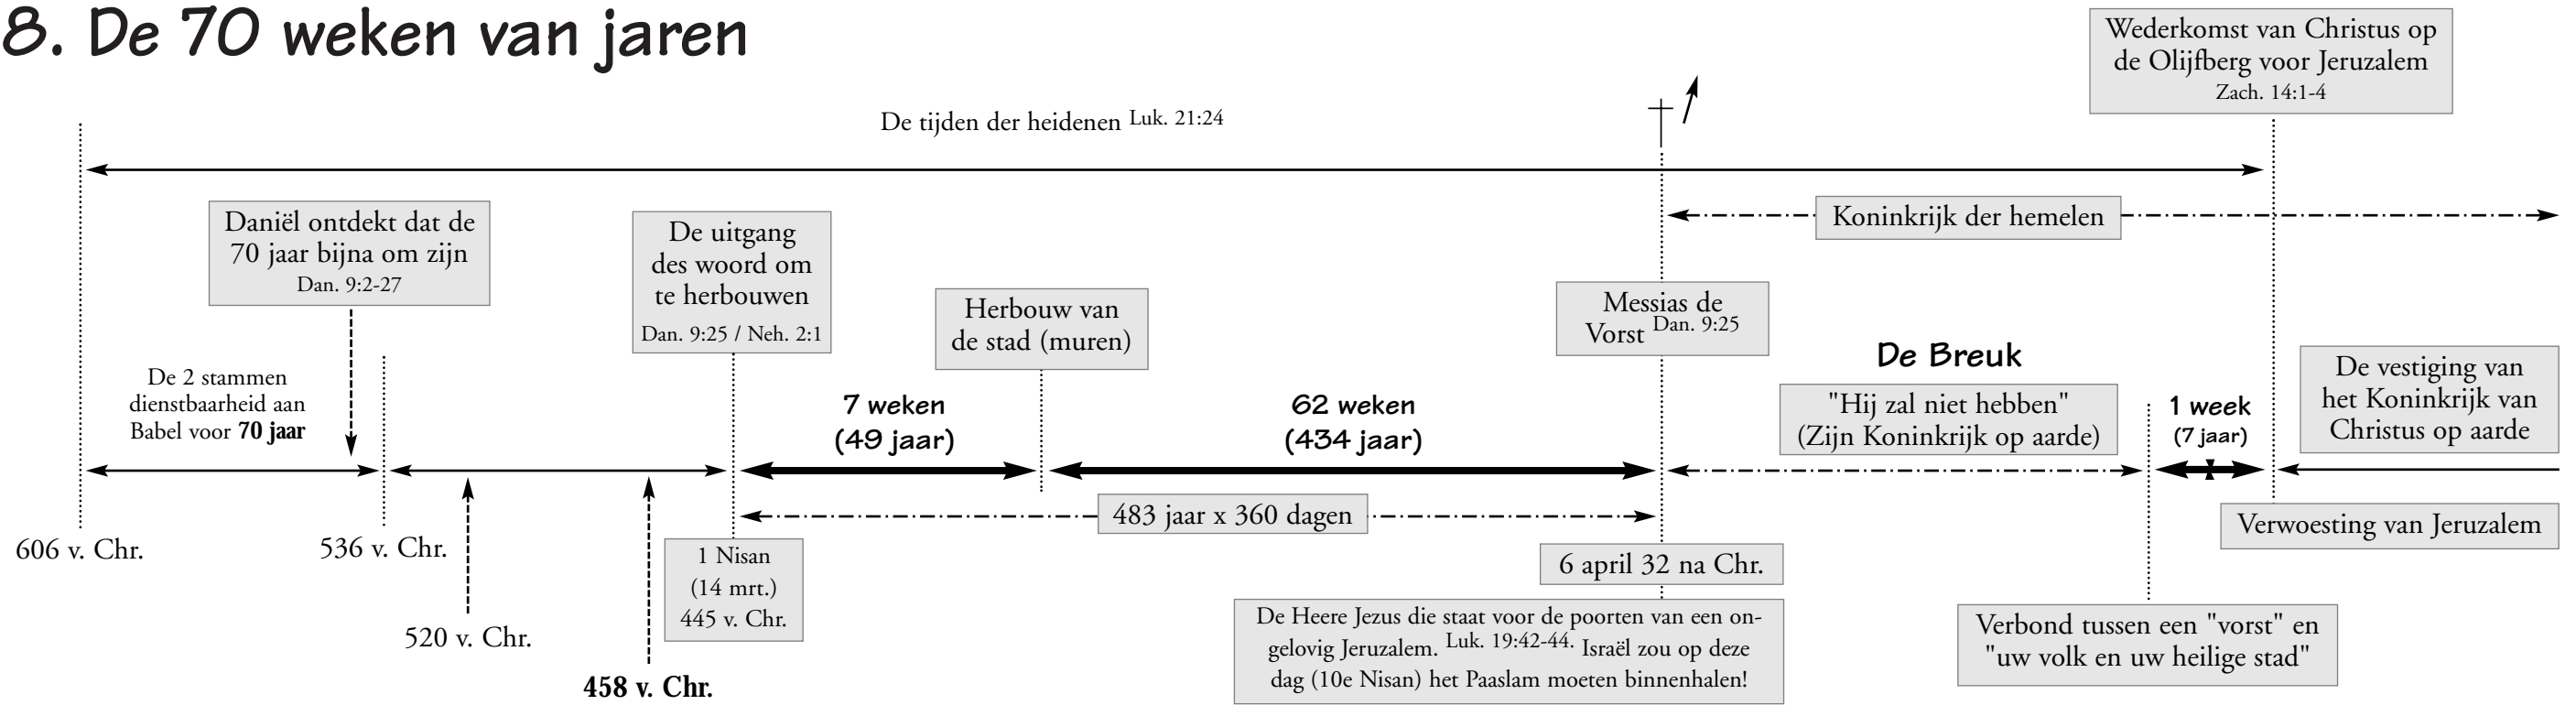 8. De 70 weken van jaren
Wederkomst van Christus op
de Olijfberg voor Jeruzalem
Zach. 14:1-4
De tijden der heidenen Luk. 21:24
Koninkrijk der hemelen
Daniël ontdekt dat de
70 jaar bijna om zijn
Dan. 9:2-27
De uitgang
des woord om
te herbouwen
Dan. 9:25 / Neh. 2:1
Herbouw van
de stad (muren)
Messias de
Vorst Dan. 9:25
De Breuk
"Hij zal niet hebben"
(Zijn Koninkrijk op aarde)
De vestiging van
het Koninkrijk van
Christus op aarde
De 2 stammen
dienstbaarheid aan
Babel voor 70 jaar
7 weken
(49 jaar)
62 weken
(434 jaar)
1 week
(7 jaar)
483 jaar x 360 dagen
Verwoesting van Jeruzalem
606 v. Chr.
536 v. Chr.
1 Nisan
(14 mrt.)
445 v. Chr.
6 april 32 na Chr.
520 v. Chr.
458 v. Chr.
De Heere Jezus die staat voor de poorten van een on-
gelovig Jeruzalem. Luk. 19:42-44. Israël zou op deze
dag (10e Nisan) het Paaslam moeten binnenhalen!
Verbond tussen een "vorst" en
"uw volk en uw heilige stad"